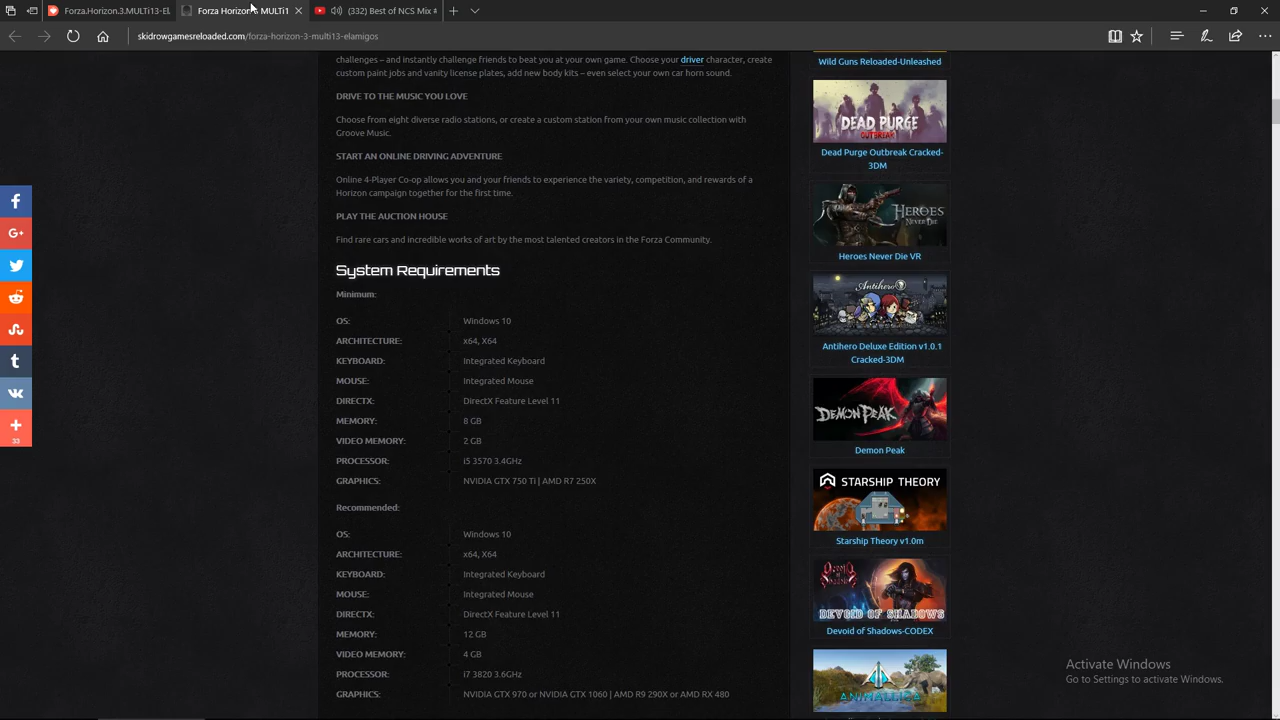 Forza.Horizon.3.MULTi13-El
Forza Horizon 3 MULTi1
(332) Best of NCS Mix
skidrowgamesreloaded.com/forza-horizon-3-multi13-elamigos
challenges – and instantly challenge friends to beat you at your own game. Choose your driver character, create
custom paint jobs and vanity license plates, add new body kits – even select your own car horn sound.
DRIVE TO THE MUSIC YOU LOVE
Choose from eight diverse radio stations, or create a custom station from your own music collection with
Groove Music.
START AN ONLINE DRIVING ADVENTURE
Online 4-Player Co-op allows you and your friends to experience the variety, competition, and rewards of a
Horizon campaign together for the first time.
PLAY THE AUCTION HOUSE
Find rare cars and incredible works of art by the most talented creators in the Forza Community.
System Requirements
Minimum:
OS: Windows 10
ARCHITECTURE: x64, X64
KEYBOARD: Integrated Keyboard
MOUSE: Integrated Mouse
DIRECTX: DirectX Feature Level 11
MEMORY: 8 GB
VIDEO MEMORY: 2 GB
PROCESSOR: i5 3570 3.4GHz
GRAPHICS: NVIDIA GTX 750 Ti | AMD R7 250X
Recommended:
OS: Windows 10
ARCHITECTURE: x64, X64
KEYBOARD: Integrated Keyboard
MOUSE: Integrated Mouse
DIRECTX: DirectX Feature Level 11
MEMORY: 12 GB
VIDEO MEMORY: 4 GB
PROCESSOR: i7 3820 3.6GHz
GRAPHICS: NVIDIA GTX 970 or NVIDIA GTX 1060 | AMD R9 290X or AMD RX 480
Wild Guns Reloaded-Unleashed
DEAD PURGE
OUTBREAK
Dead Purge Outbreak Cracked-
3DM
HEROES
NEVER DIE
Heroes Never Die VR
Antihero
Antihero Deluxe Edition v1.0.1
Cracked-3DM
DEMON PEAK
Demon Peak
STARSHIP THEORY
Starship Theory v1.0m
DEVOID OF SHADOWS
Devoid of Shadows-CODEX
ANIMALLICA
33
Activate Windows
Go to Settings to activate Windows.